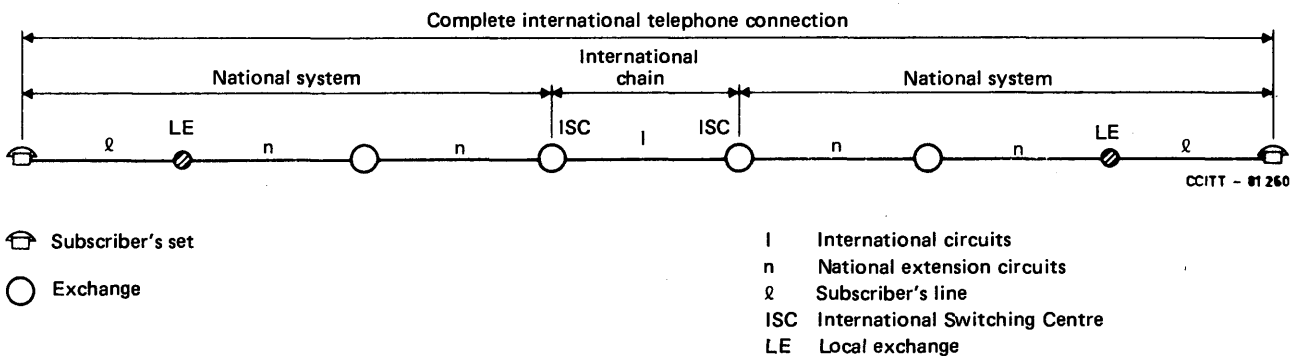 Complete international telephone connection
International
chain
National system
National system
LE
ISC
ISC
LE
ℓ
n
n
I
n
n
ℓ
CCITT - 81 260
Subscriber's set
Exchange
I International circuits
n National extension circuits
ℓ Subscriber's line
ISC International Switching Centre
LE Local exchange